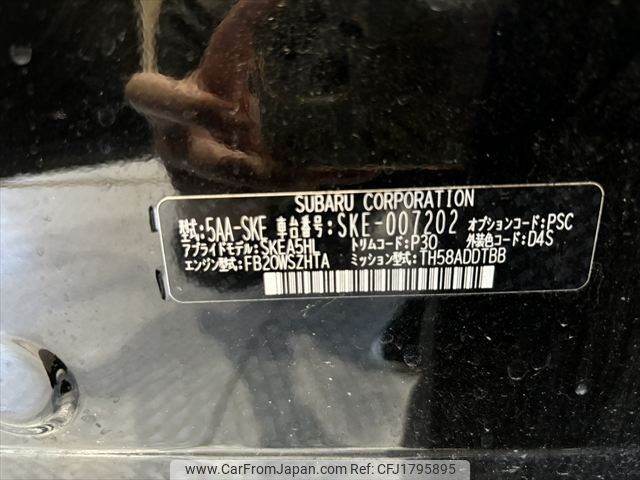 SUBARU CORPORATION
型式:5AA-SKE 車台番号:SKE-007202 オプションコード:PSC
アプライドモデル:SKEA5HL トリムコード:P30 外装色コード:D4S
エンジン型式:FB20WSZHTA ミッション型式:TH58ADDTBB
www.CarFromJapan.com | Ref No: CFJ1795895